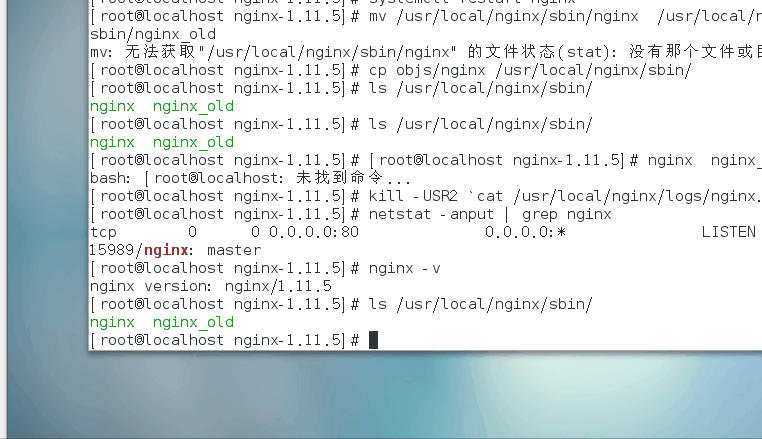 [root@localhost nginx-1.11.5]# systemctl restart nginx
[root@localhost nginx-1.11.5]# mv /usr/local/nginx/sbin/nginx /usr/local/n
sbin/nginx_old
mv: 无法获取"/usr/local/nginx/sbin/nginx" 的文件状态(stat): 没有那个文件或目
[root@localhost nginx-1.11.5]# cp objs/nginx /usr/local/nginx/sbin/
[root@localhost nginx-1.11.5]# ls /usr/local/nginx/sbin/
nginx nginx_old
[root@localhost nginx-1.11.5]# ls /usr/local/nginx/sbin/
nginx nginx_old
[root@localhost nginx-1.11.5]# [root@localhost nginx-1.11.5]# nginx nginx_
bash: [root@localhost: 未找到命令...
[root@localhost nginx-1.11.5]# kill -USR2 `cat /usr/local/nginx/logs/nginx.
[root@localhost nginx-1.11.5]# netstat -anput | grep nginx
tcp 0 0 0.0.0.0:80 0.0.0.0:* LISTEN
15989/nginx: master
[root@localhost nginx-1.11.5]# nginx -v
nginx version: nginx/1.11.5
[root@localhost nginx-1.11.5]# ls /usr/local/nginx/sbin/
nginx nginx_old
[root@localhost nginx-1.11.5]#